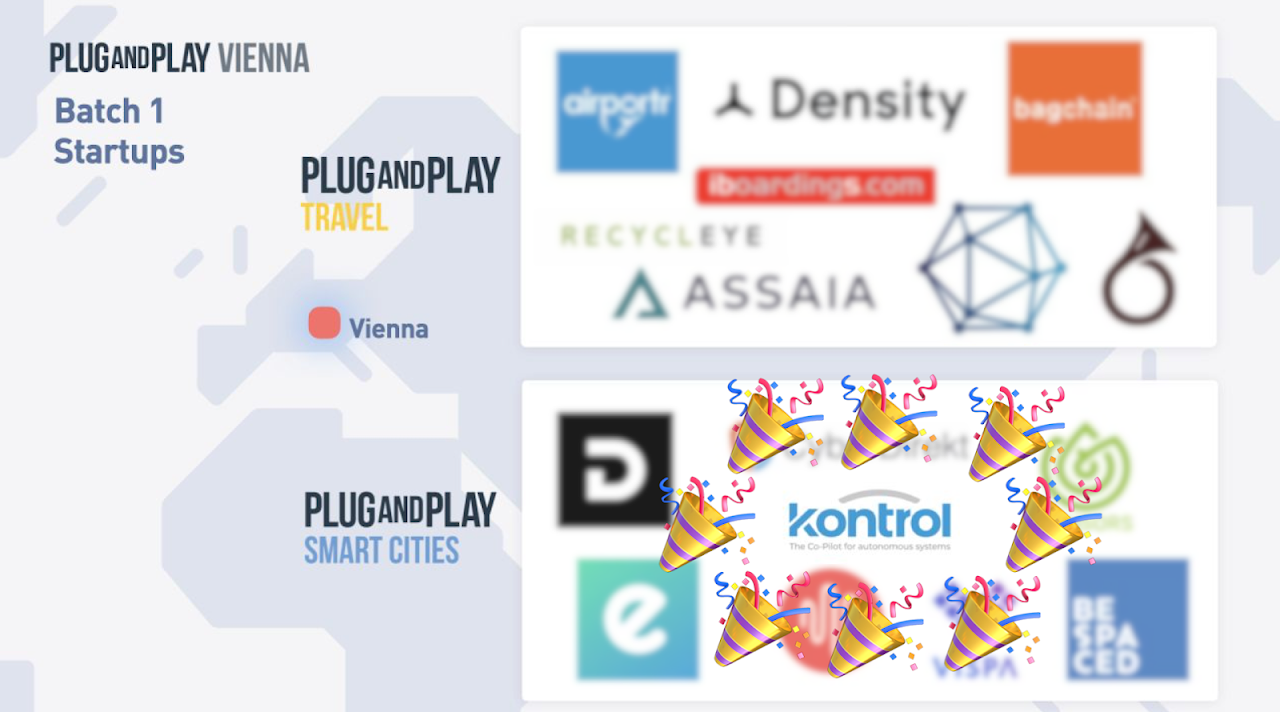 PLUGANDPLAY VIENNA
Batch 1
Startups
PLUGANDPLAY
TRAVEL
Vienna
PLUGANDPLAY
SMART CITIES
airportr
Density
bagchain
iboardings.com
RECYCLEYE
ASSAIA
kontrol
The Co-Pilot for autonomous systems
e
BE
SPA
CED